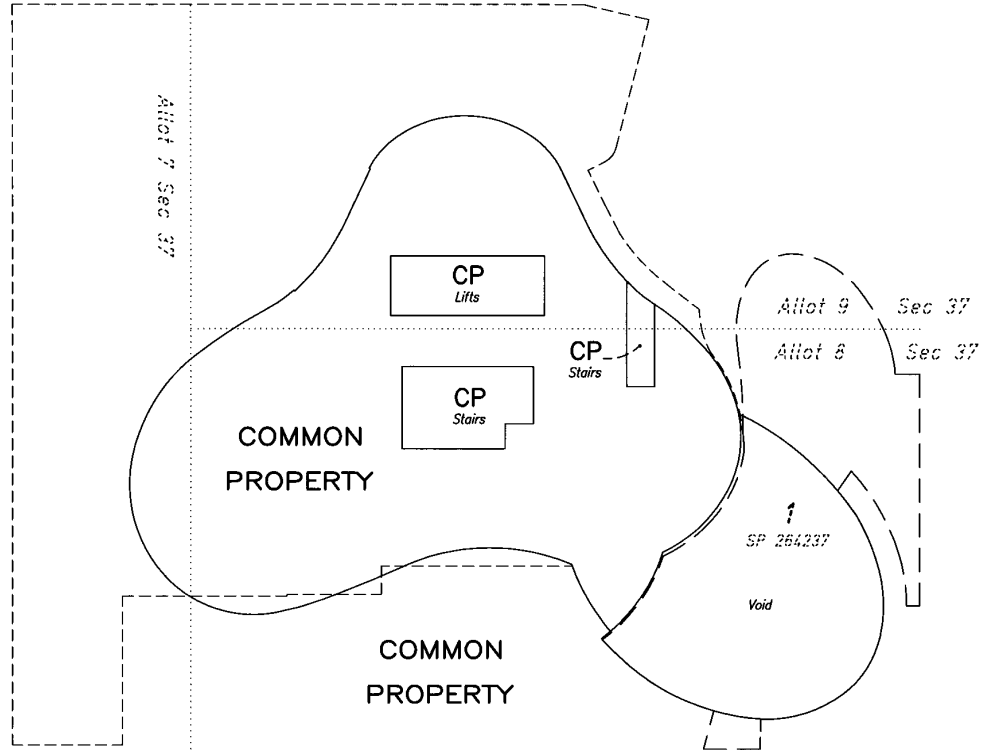 Allot 7 Sec 37
CP
Lifts
Allot 9 Sec 37
Allot 8 Sec 37
CP
Stairs
CP
Stairs
COMMON
PROPERTY
1
SP 264237
Void
COMMON
PROPERTY